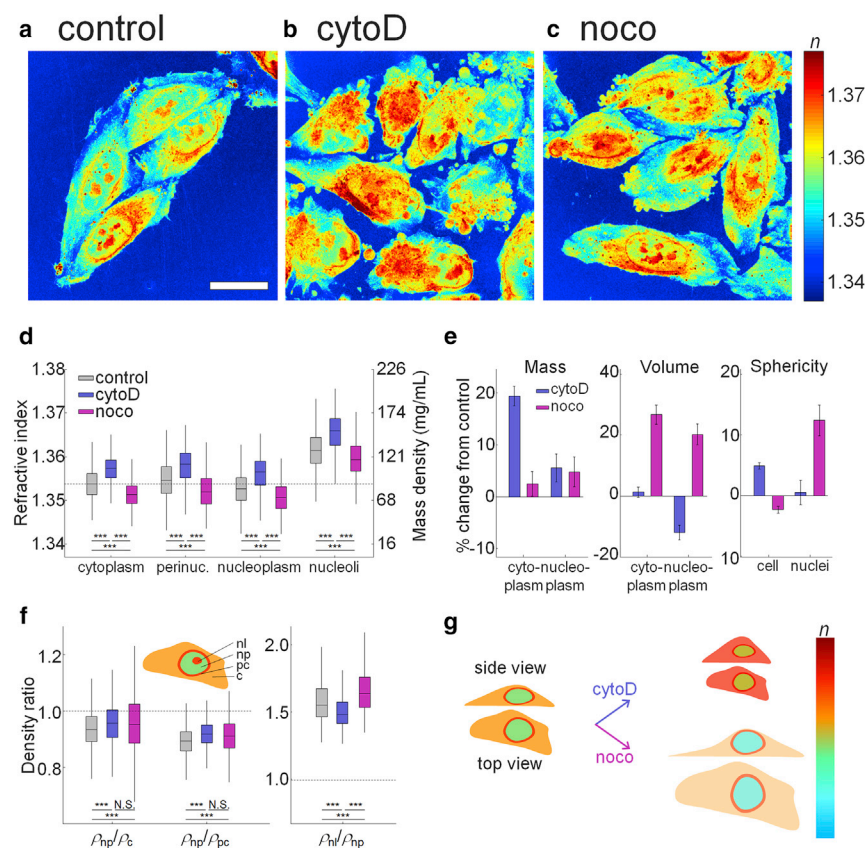 a control
b cytoD
c noco
n
1.37
1.36
1.35
1.34
d
Refractive index
1.38
1.37
1.36
1.35
1.34
control
cytoD
noco
226
174
121
68
16
Mass density (mg/mL)
*** *** *** *** *** *** *** ***
*** *** *** ***
cytoplasm perinuc. nucleoplasm nucleoli
e
% change from control
Mass
20
10
0
-10
cytoD
noco
cyto- nucleo-
plasm plasm
Volume
40
20
0
-20
cyto- nucleo-
plasm plasm
Sphericity
20
10
0
10
cell nuclei
f
Density ratio
1.2
1.0
0.8
nl
np
pc
c
*** N.S. *** N.S.
*** ***
ρnp/ρc ρnp/ρpc
2.0
1.5
1.0
*** ***
***
ρnl/ρnp
g
side view
top view
cytoD
noco
n